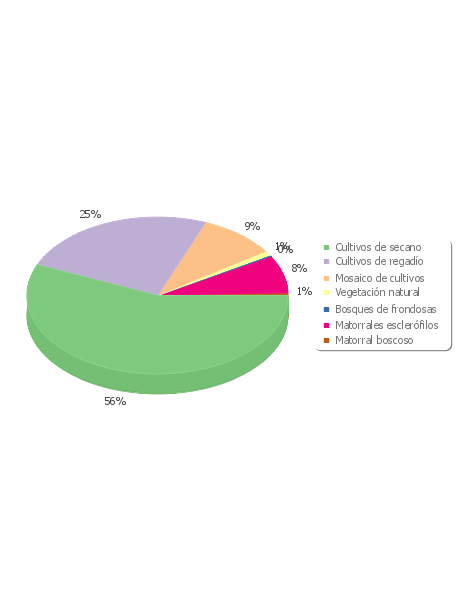 25%
9%
1%
0%
8%
1%
56%
Cultivos de secano
Cultivos de regadío
Mosaico de cultivos
Vegetación natural
Bosques de frondosas
Matorrales esclerófilos
Matorral boscoso